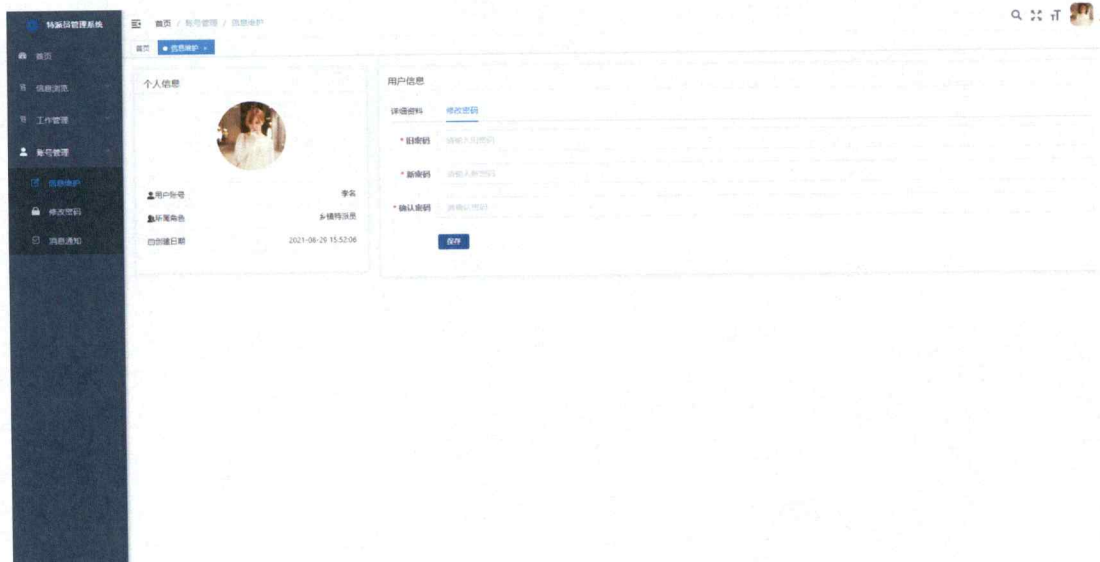 特派员管理系统
首页 / 账号管理 / 信息维护
首页
信息维护 ×
首页
信息浏览
工作管理
账号管理
信息维护
修改密码
消息通知
个人信息
用户账号 李名
所属角色 乡镇特派员
创建日期 2021-06-29 15:52:06
用户信息
详细资料 修改密码
* 旧密码 请输入旧密码
* 新密码 请输入新密码
* 确认密码 请确认密码
保存